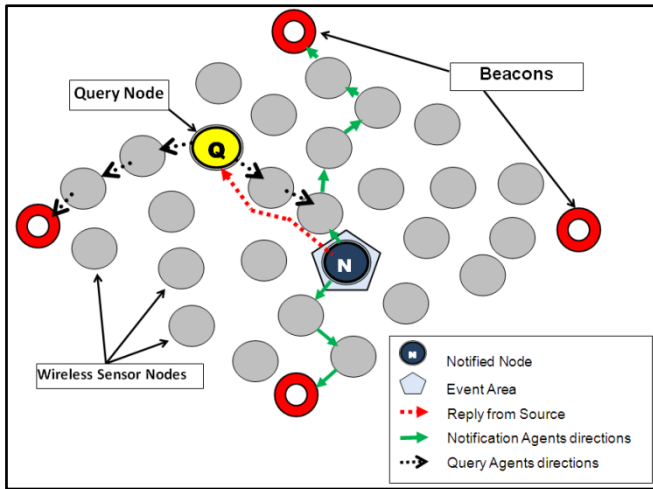 Beacons
Query Node
Q
N
Wireless Sensor Nodes
N
Notified Node
Event Area
Reply from Source
Notification Agents directions
Query Agents directions